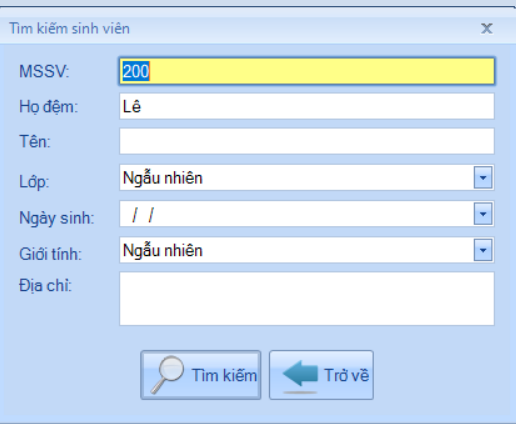 Tìm kiếm sinh viên x
MSSV: 200
Họ đệm: Lê
Tên:
Lớp: Ngẫu nhiên
Ngày sinh: / /
Giới tính: Ngẫu nhiên
Địa chỉ:
Tìm kiếm Trở về